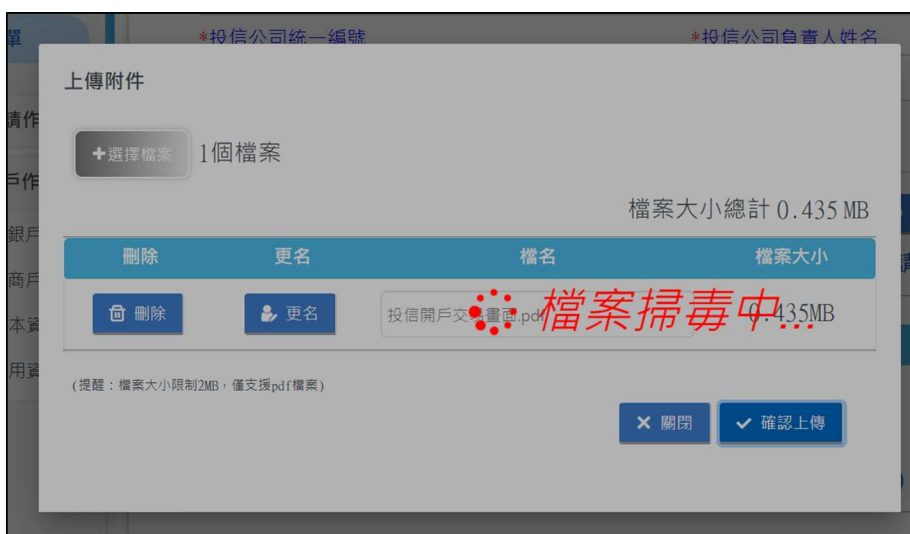 單
*投信公司統一編號
*投信公司負責人姓名
上傳附件
請作
+選擇檔案
1個檔案
戶作
檔案大小總計 0.435 MB
銀戶
刪除
更名
檔名
檔案大小
請
商戶
刪除
更名
投信開戶交易畫面.pdf
檔案掃毒中...
0.435MB
本資
用資
(提醒：檔案大小限制2MB，僅支援pdf檔案)
關閉
確認上傳